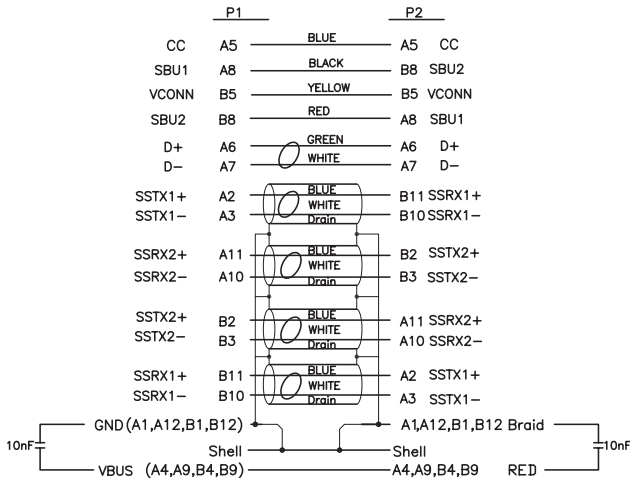 P1 P2
CC A5 BLUE A5 CC
SBU1 A8 BLACK B8 SBU2
VCONN B5 YELLOW B5 VCONN
SBU2 B8 RED A8 SBU1
D+ A6 GREEN A6 D+
D- A7 WHITE A7 D-
SSTX1+ A2 BLUE B11 SSRX1+
WHITE
SSTX1- A3 B10 SSRX1-
Drain
SSRX2+ A11 BLUE B2 SSTX2+
WHITE
SSRX2- A10 B3 SSTX2-
Drain
SSTX2+ B2 BLUE A11 SSRX2+
WHITE
SSTX2- B3 A10 SSRX2-
Drain
SSRX1+ B11 BLUE A2 SSTX1+
WHITE
SSRX1- B10 A3 SSTX1-
Drain
GND(A1,A12,B1,B12) A1,A12,B1,B12 Braid
10nF Shell Shell 10nF
VBUS (A4,A9,B4,B9) A4,A9,B4,B9 RED